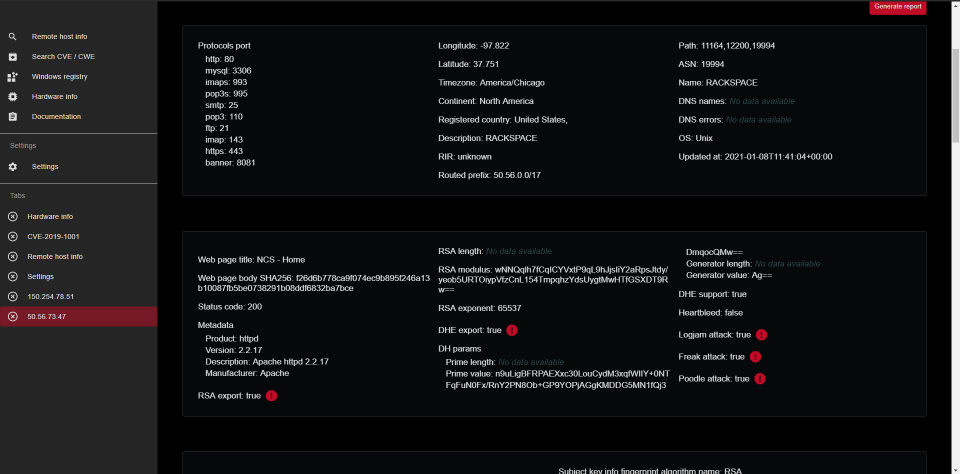 Generate report
Remote host info
Search CVE / CWE
Windows registry
Hardware info
Documentation
Settings
Settings
Tabs
Hardware info
CVE-2019-1001
Remote host info
Settings
150.254.78.51
50.56.73.47
Protocols port
http: 80
mysql: 3306
imaps: 993
pop3s: 995
smtp: 25
pop3: 110
ftp: 21
imap: 143
https: 443
banner: 8081
Longitude: -97.822
Latitude: 37.751
Timezone: America/Chicago
Continent: North America
Registered country: United States,
Description: RACKSPACE
RIR: unknown
Routed prefix: 50.56.0.0/17
Path: 11164,12200,19994
ASN: 19994
Name: RACKSPACE
DNS names: No data available
DNS errors: No data available
OS: Unix
Updated at: 2021-01-08T11:41:04+00:00
Web page title: NCS - Home
Web page body SHA256: f26d6b778ca9f074ec9b895f246a13
b10087fb5be0738291b08ddf6832ba7bce
Status code: 200
Metadata
Product: httpd
Version: 2.2.17
Description: Apache httpd 2.2.17
Manufacturer: Apache
RSA export: true
RSA length: No data available
RSA modulus: wNNQqlh7fCqICYVxtP9qL9hJjsliY2aRpsJtdy/
yeob5URTOiypVfzCnL154TmpqhzYdsUygtMwHTfGSXDT9R
w==
RSA exponent: 65537
DHE export: true
DH params
Prime length: No data available
Prime value: n9uLigBFRPAEXxc30LouCydM3xqfWIIY+0NT
FqFuN0Fx/RnY2PN8Ob+GP9YOPjAGgKMDDG5MN1fQj3
DmqocQMw==
Generator length: No data available
Generator value: Ag==
DHE support: true
Heartbleed: false
Logjam attack: true
Freak attack: true
Poodle attack: true
Subject key info fingerprint algorithm name: RSA